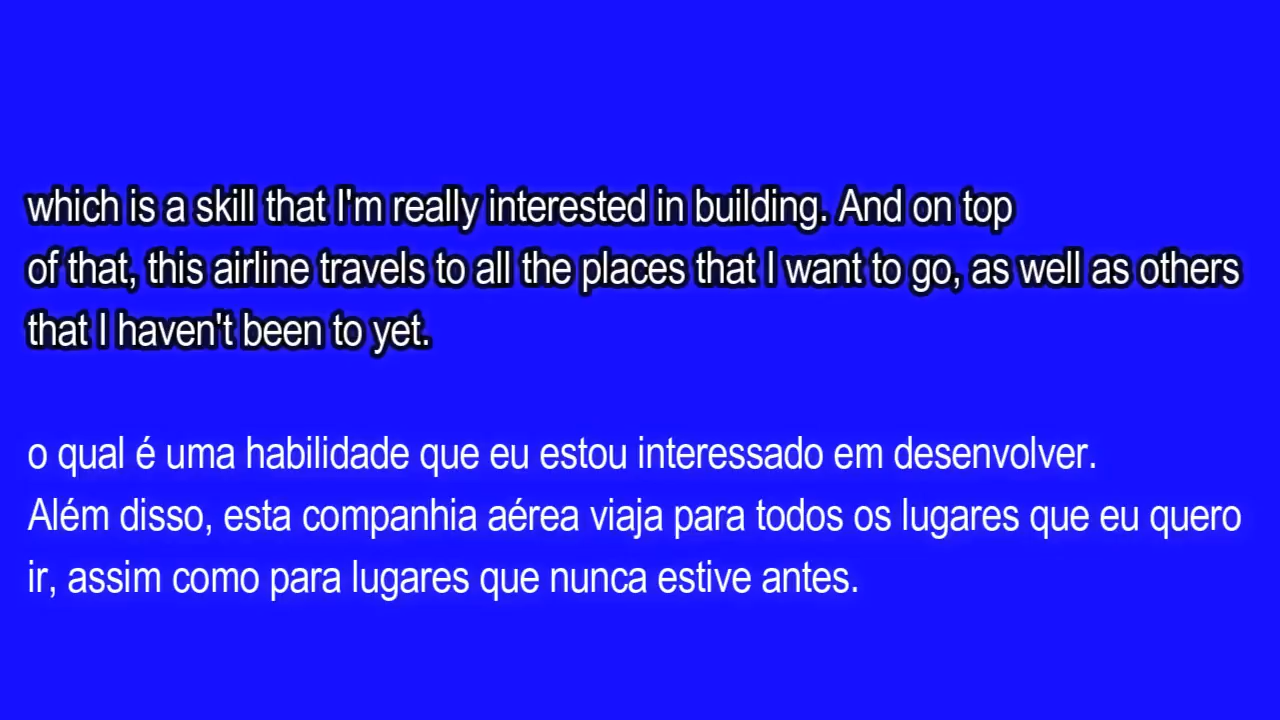 which is a skill that I'm really interested in building. And on top
of that, this airline travels to all the places that I want to go, as well as others
that I haven't been to yet.
o qual é uma habilidade que eu estou interessado em desenvolver.
Além disso, esta companhia aérea viaja para todos os lugares que eu quero
ir, assim como para lugares que nunca estive antes.